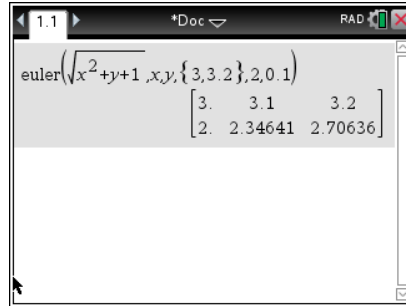 1.1 *Doc RAD
euler(√x²+y+1 ,x,y,{3,3.2},2,0.1)
[3. 3.1 3.2
2. 2.34641 2.70636]